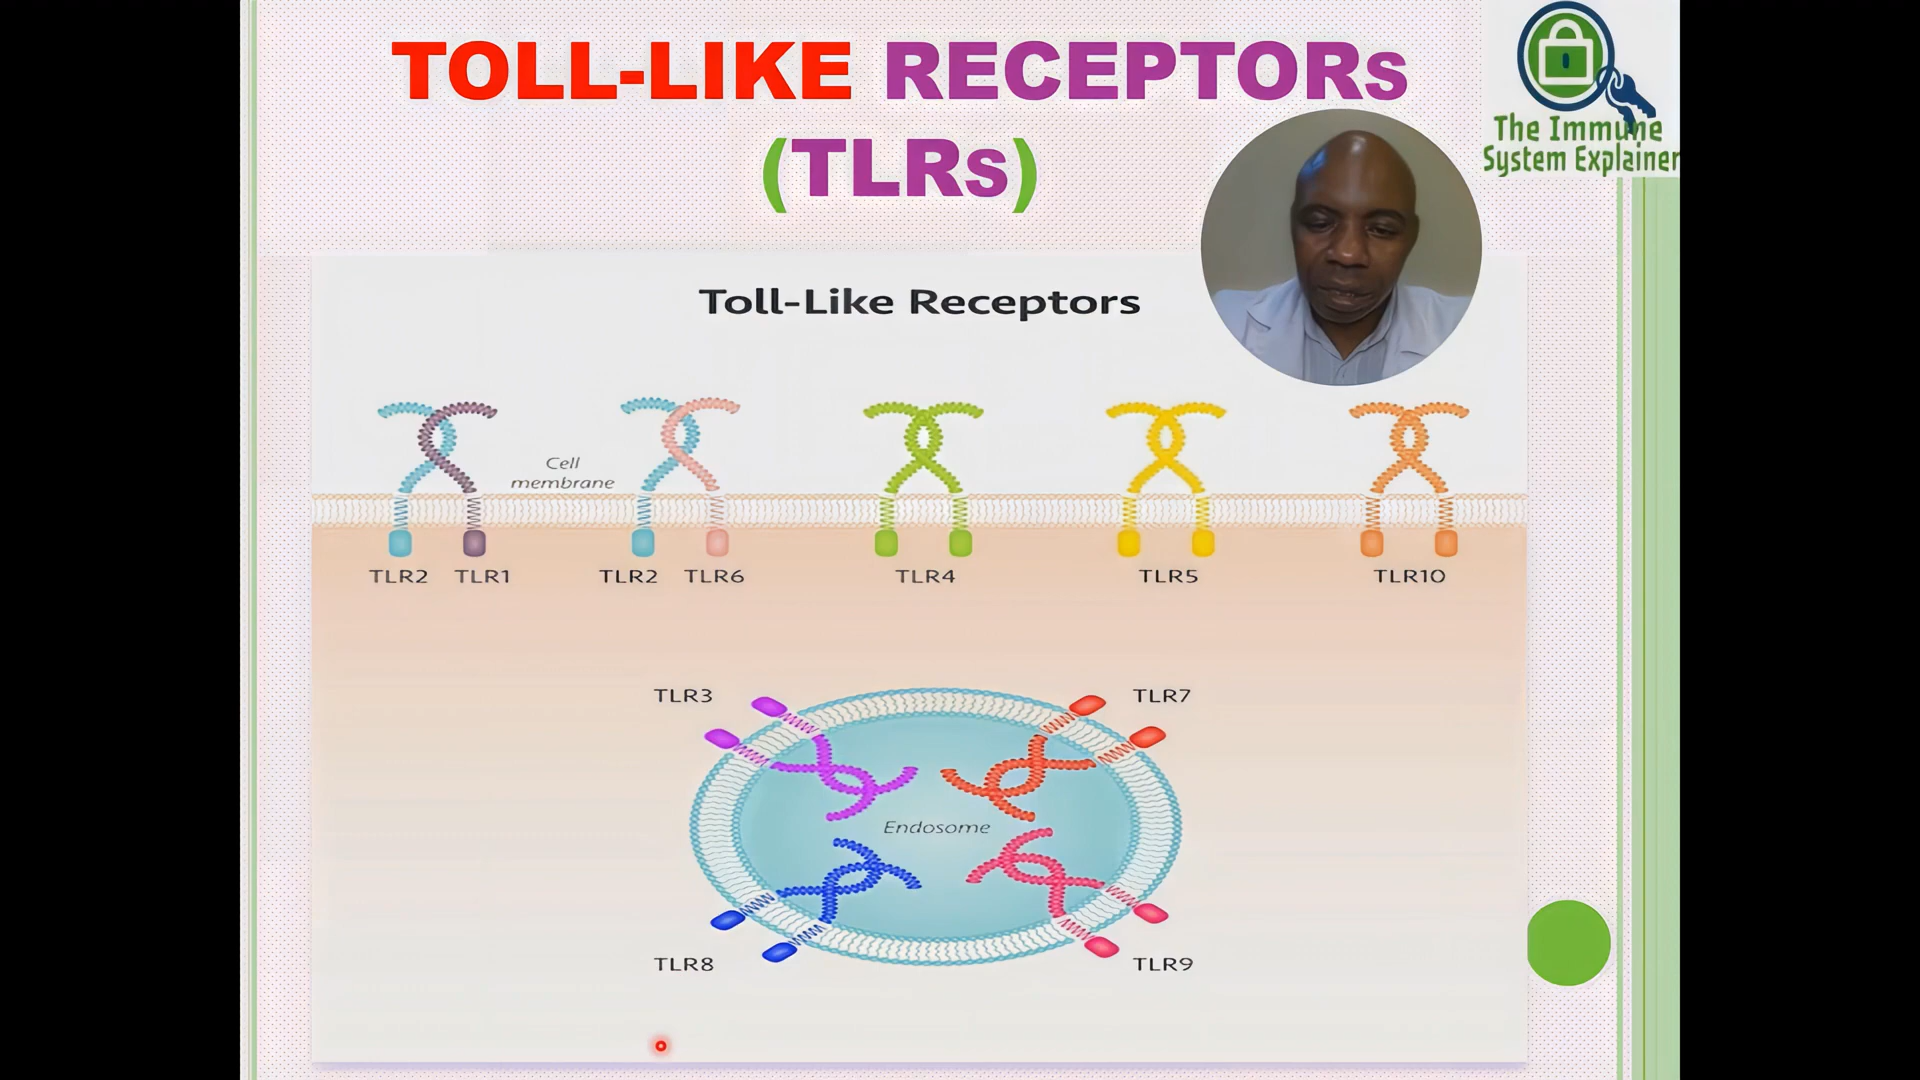 TOLL-LIKE RECEPTORs
(TLRs)
The Immune
System Explainer
Toll-Like Receptors
Cell
membrane
TLR2 TLR1 TLR2 TLR6 TLR4 TLR5 TLR10
TLR3 TLR7
Endosome
TLR8 TLR9